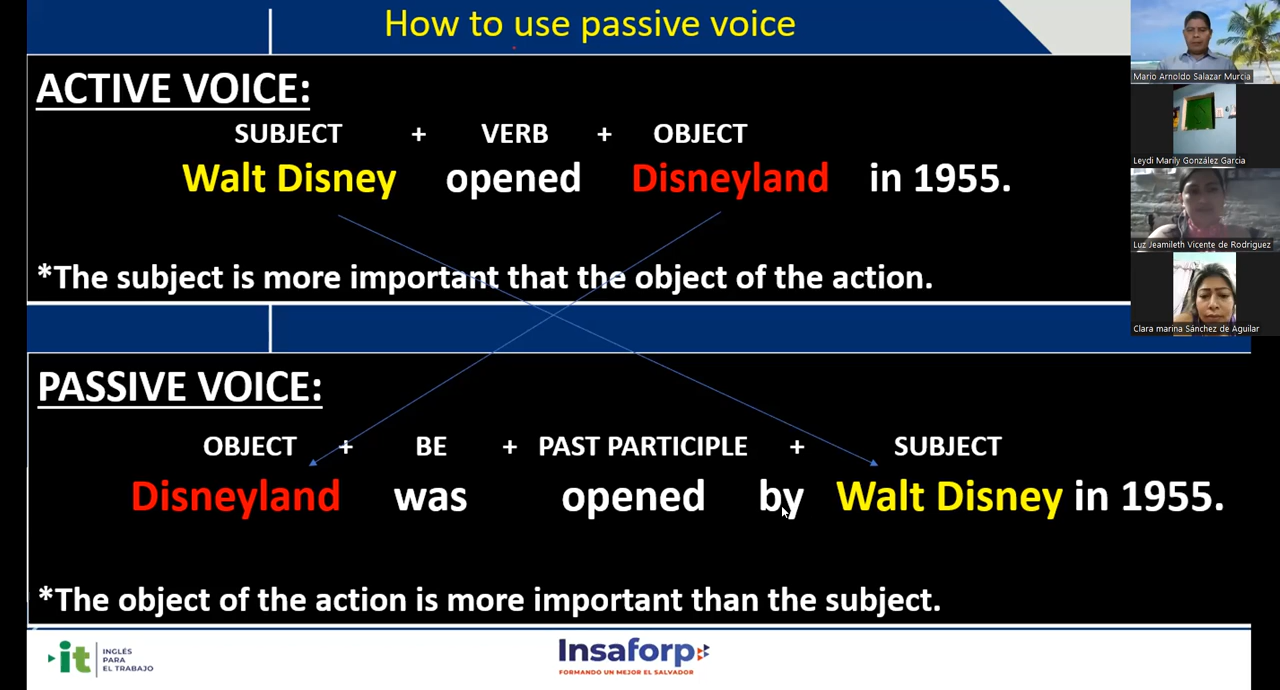 How to use passive voice
ACTIVE VOICE:
SUBJECT + VERB + OBJECT
Walt Disney opened Disneyland in 1955.
*The subject is more important that the object of the action.
PASSIVE VOICE:
OBJECT + BE + PAST PARTICIPLE + SUBJECT
Disneyland was opened by Walt Disney in 1955.
*The object of the action is more important than the subject.
it INGLÉS
PARA
EL TRABAJO
Insaforp
FORMANDO UN MEJOR EL SALVADOR
Mario Arnoldo Salazar Murcia
Leydi Marily González Garcia
Luz Jeamileth Vicente de Rodriguez
Clara marina Sánchez de Aguilar